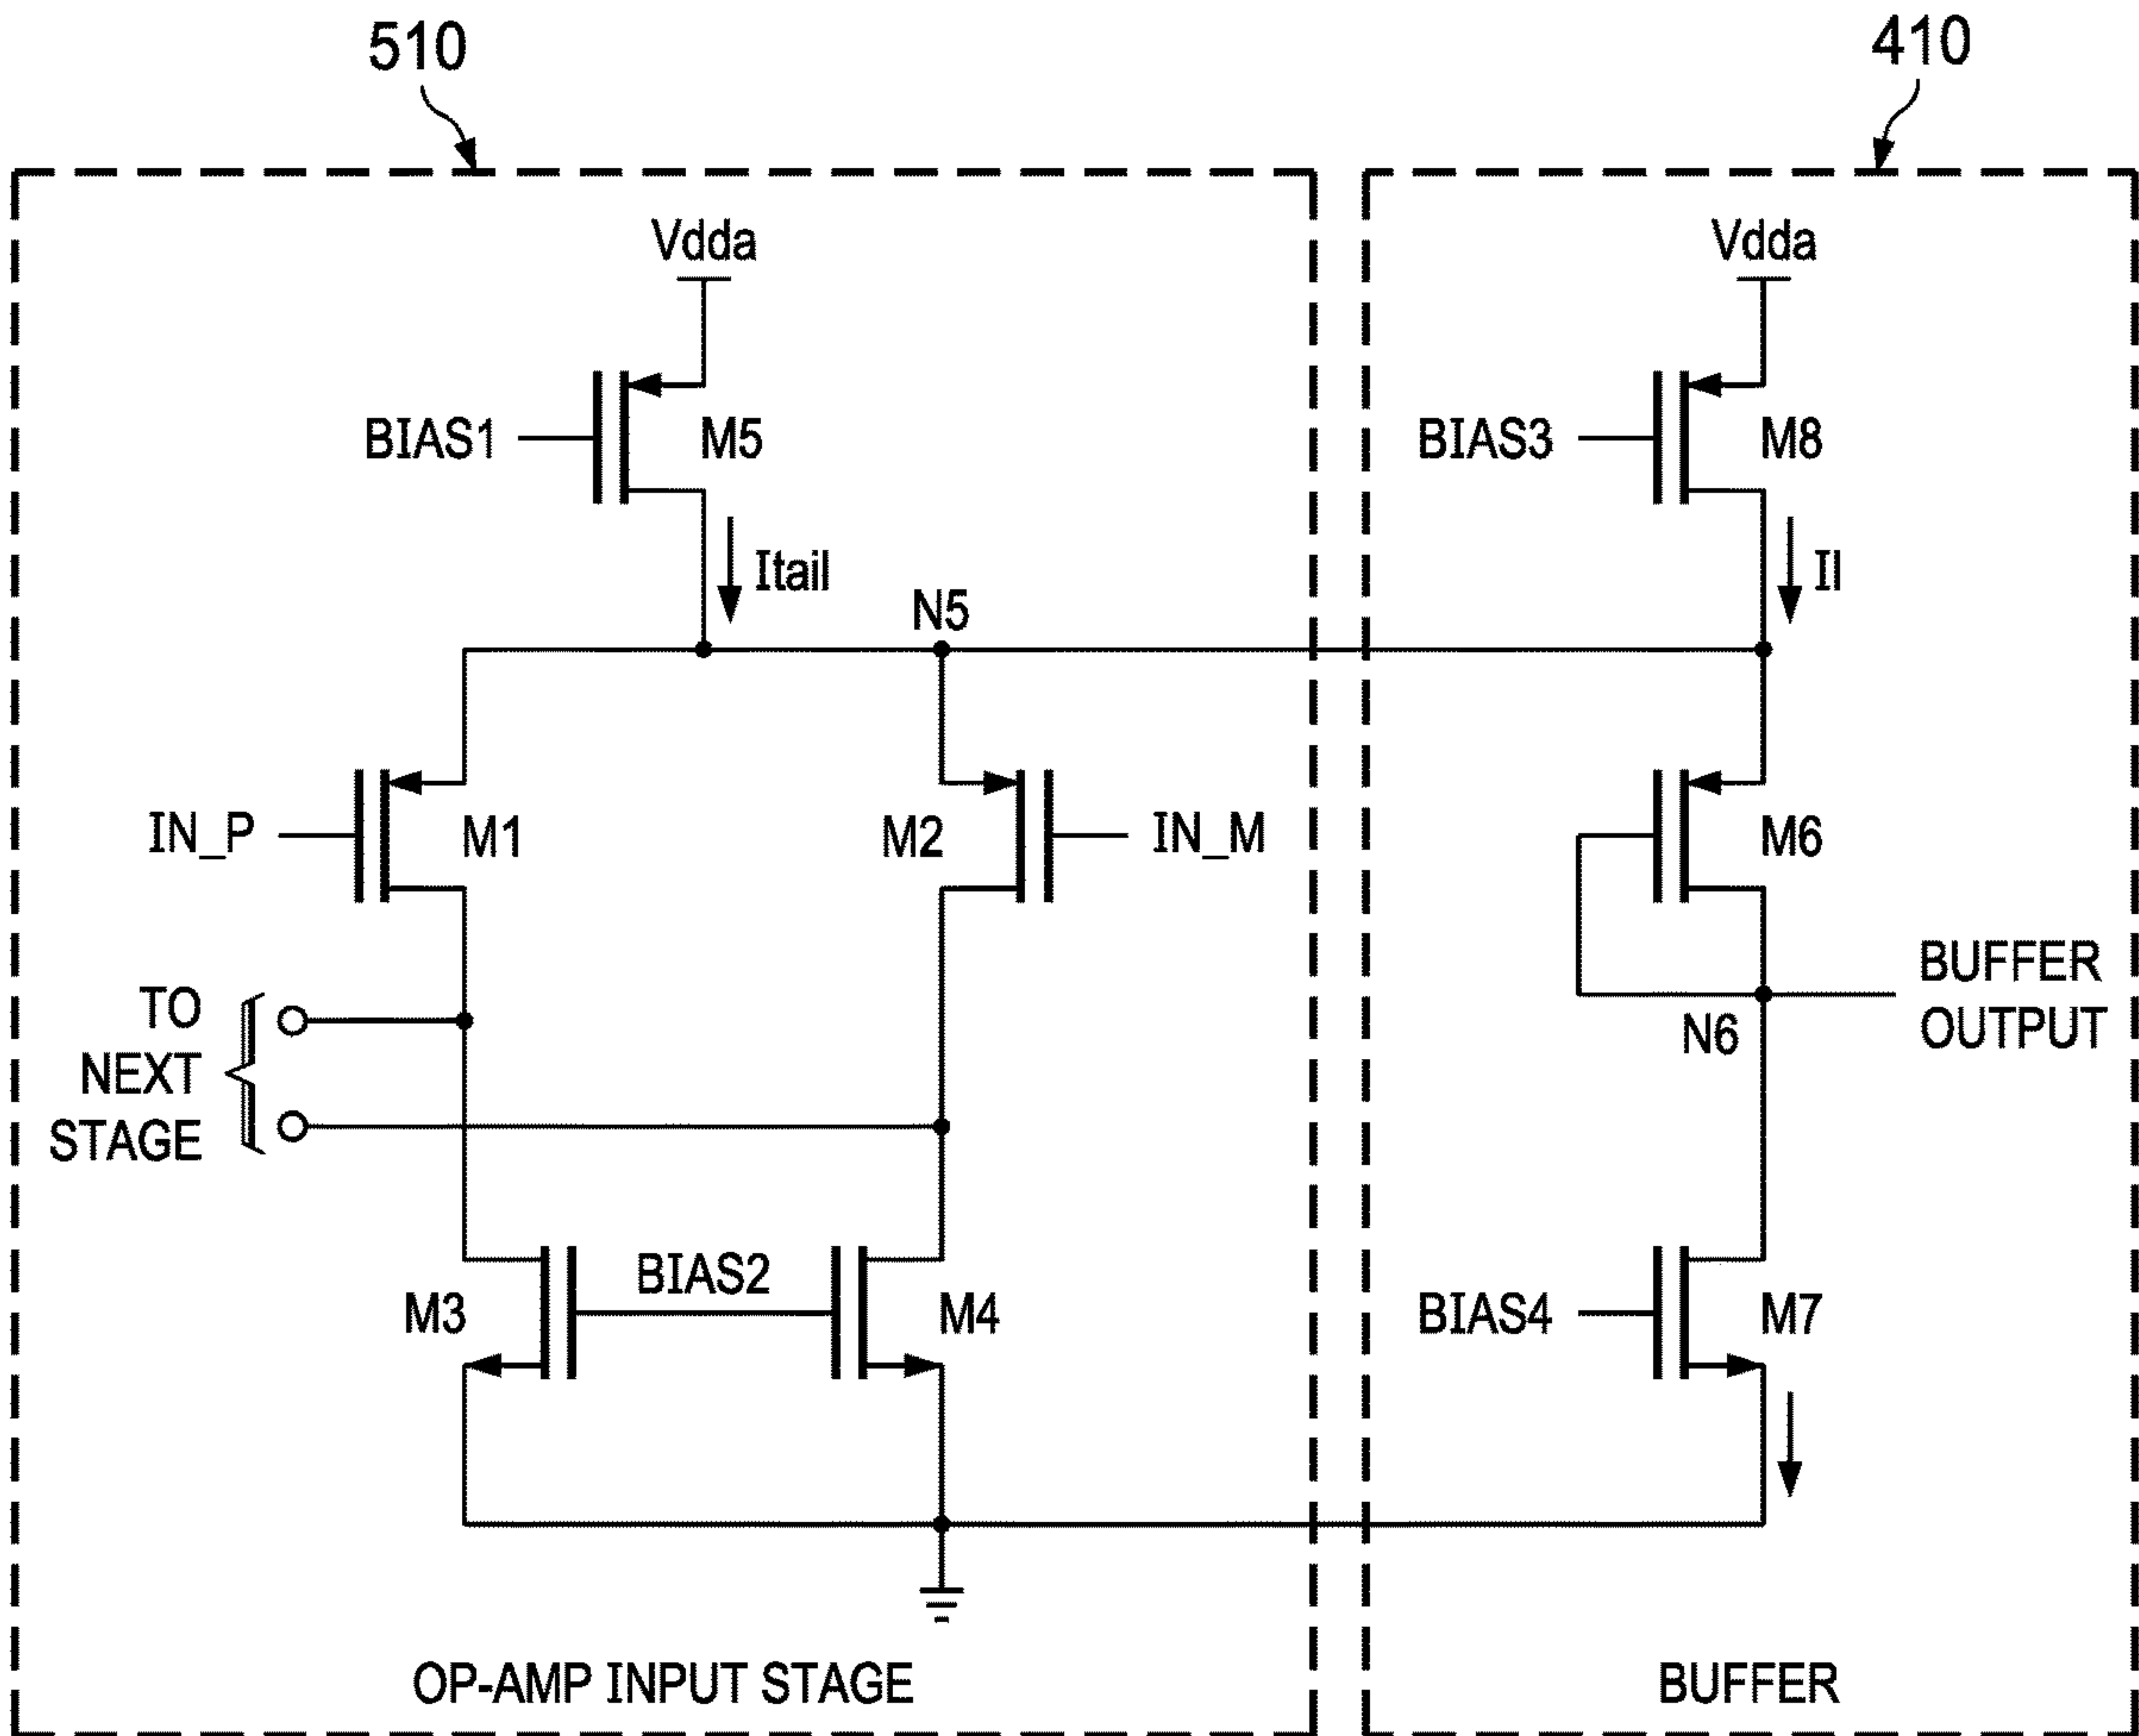 510
410
Vdda
Vdda
BIAS1
M5
BIAS3
M8
Itail
Il
N5
IN_P
M1
M2
IN_M
M6
TO
NEXT
STAGE
BUFFER
OUTPUT
N6
M3
BIAS2
M4
BIAS4
M7
OP-AMP INPUT STAGE
BUFFER